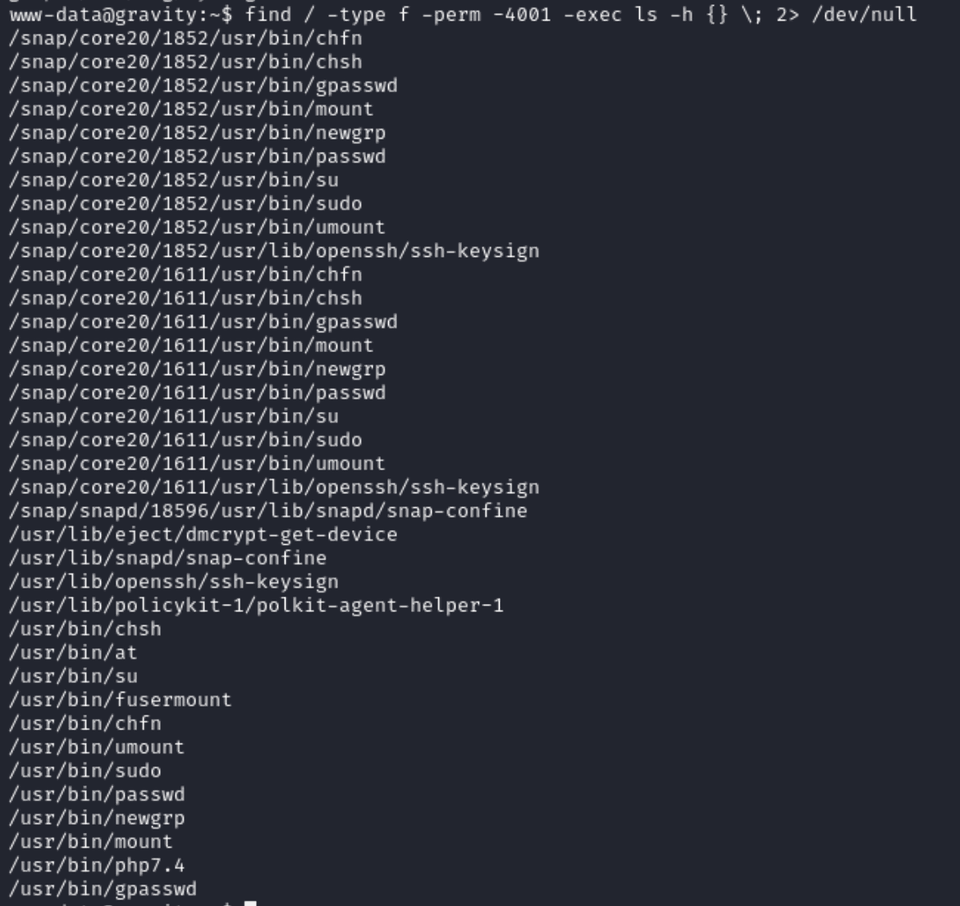 www-data@gravity:~$ find / -type f -perm -4001 -exec ls -h {} \; 2> /dev/null
/snap/core20/1852/usr/bin/chfn
/snap/core20/1852/usr/bin/chsh
/snap/core20/1852/usr/bin/gpasswd
/snap/core20/1852/usr/bin/mount
/snap/core20/1852/usr/bin/newgrp
/snap/core20/1852/usr/bin/passwd
/snap/core20/1852/usr/bin/su
/snap/core20/1852/usr/bin/sudo
/snap/core20/1852/usr/bin/umount
/snap/core20/1852/usr/lib/openssh/ssh-keysign
/snap/core20/1611/usr/bin/chfn
/snap/core20/1611/usr/bin/chsh
/snap/core20/1611/usr/bin/gpasswd
/snap/core20/1611/usr/bin/mount
/snap/core20/1611/usr/bin/newgrp
/snap/core20/1611/usr/bin/passwd
/snap/core20/1611/usr/bin/su
/snap/core20/1611/usr/bin/sudo
/snap/core20/1611/usr/bin/umount
/snap/core20/1611/usr/lib/openssh/ssh-keysign
/snap/snapd/18596/usr/lib/snapd/snap-confine
/usr/lib/eject/dmcrypt-get-device
/usr/lib/snapd/snap-confine
/usr/lib/openssh/ssh-keysign
/usr/lib/policykit-1/polkit-agent-helper-1
/usr/bin/chsh
/usr/bin/at
/usr/bin/su
/usr/bin/fusermount
/usr/bin/chfn
/usr/bin/umount
/usr/bin/sudo
/usr/bin/passwd
/usr/bin/newgrp
/usr/bin/mount
/usr/bin/php7.4
/usr/bin/gpasswd